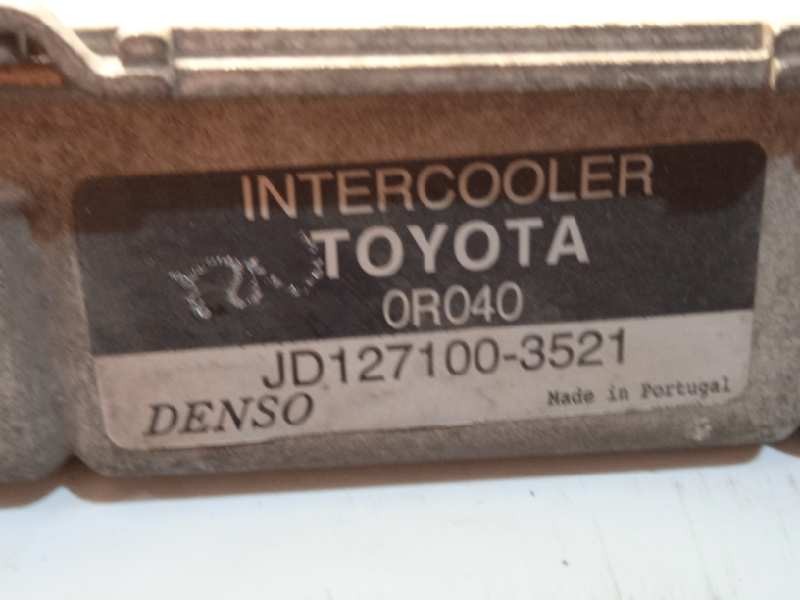 INTERCOOLER
TOYOTA
0R040
JD127100-3521
DENSO
Made in Portugal